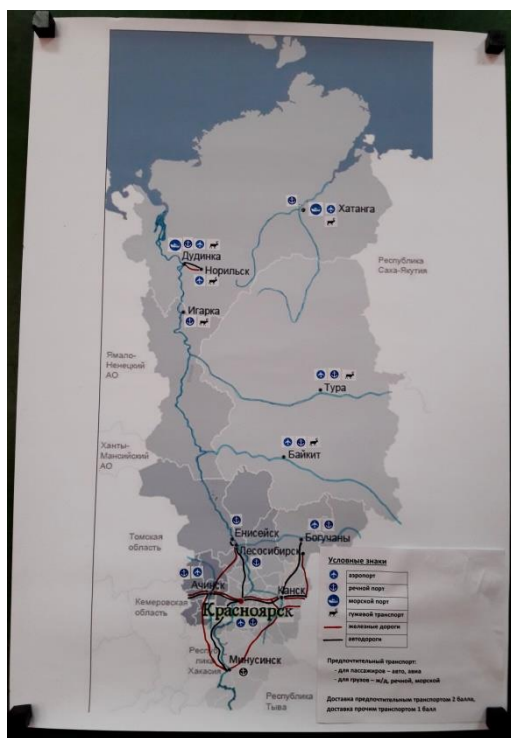 Хатанга
Дудинка
Норильск
Республика
Саха-Якутия
Игарка
Ямало-
Ненецкий
АО
Тура
Ханты-
Мансийский
АО
Байкит
Томская
область
Енисейск
Лесосибирск
Богучаны
Ачинск
Канск
Кемеровская
область
Красноярск
Респуб
лика
Хакасия
Минусинск
Республика
Тыва
Условные знаки
аэропорт
речной порт
морской порт
гужевой транспорт
железные дороги
автодороги
Предпочтительный транспорт:
- для пассажиров – авто, авиа
- для грузов – ж/д, речной, морской
Доставка предпочтительным транспортом 2 балла,
доставка прочим транспортом 1 балл